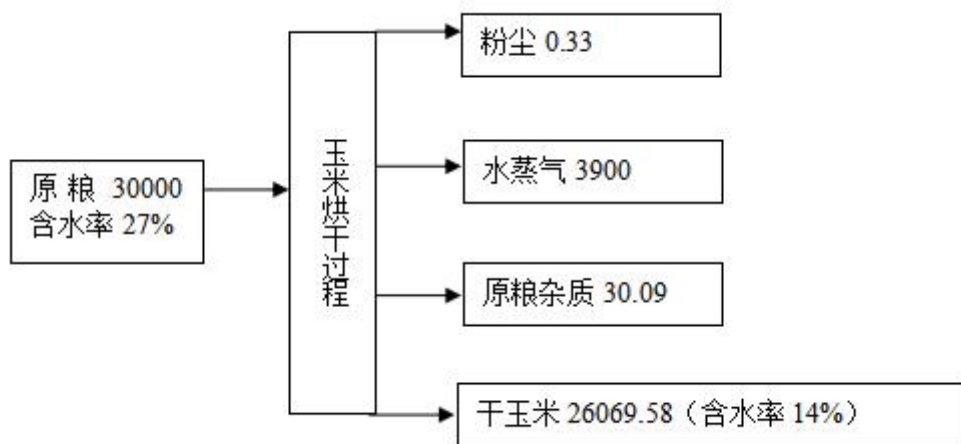 粉尘 0.33
水蒸气 3900
原 粮 30000
含水率 27%
玉米烘干过程
原粮杂质 30.09
干玉米 26069.58（含水率 14%）